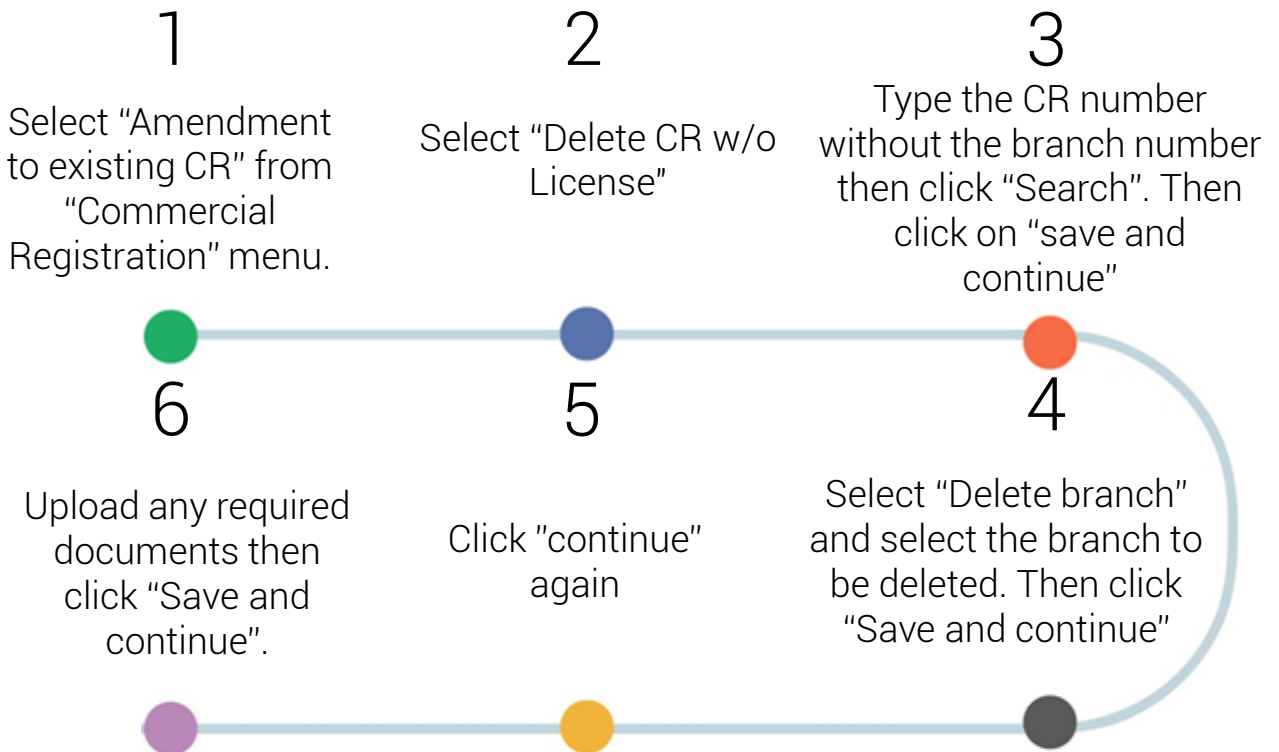 1
Select “Amendment
to existing CR” from
“Commercial
Registration” menu.
2
Select “Delete CR w/o
License”
3
Type the CR number
without the branch number
then click “Search”. Then
click on “save and
continue”
4
Select “Delete branch”
and select the branch to
be deleted. Then click
“Save and continue”
5
Click ”continue”
again
6
Upload any required
documents then
click “Save and
continue”.